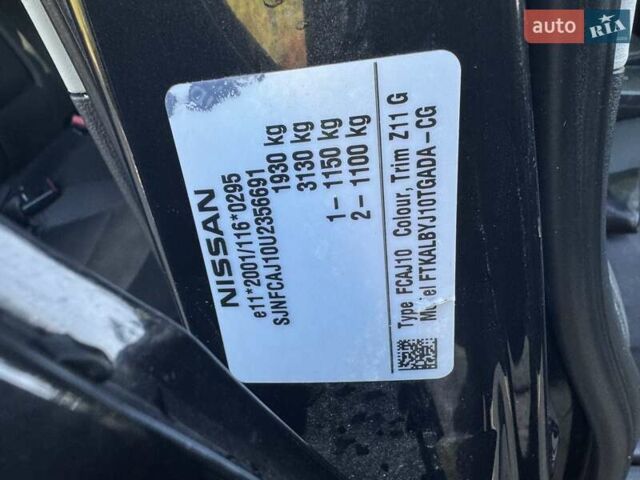 auto RIA.com
NISSAN
e11*2001/116*0295
SJNFCAJ10U2356691
1930 kg
3130 kg
1 - 1150 kg
2 - 1100 kg
Type FCAJ10 Colour, Trim Z11 G
Model FTKALBYJ10TGADA-CG